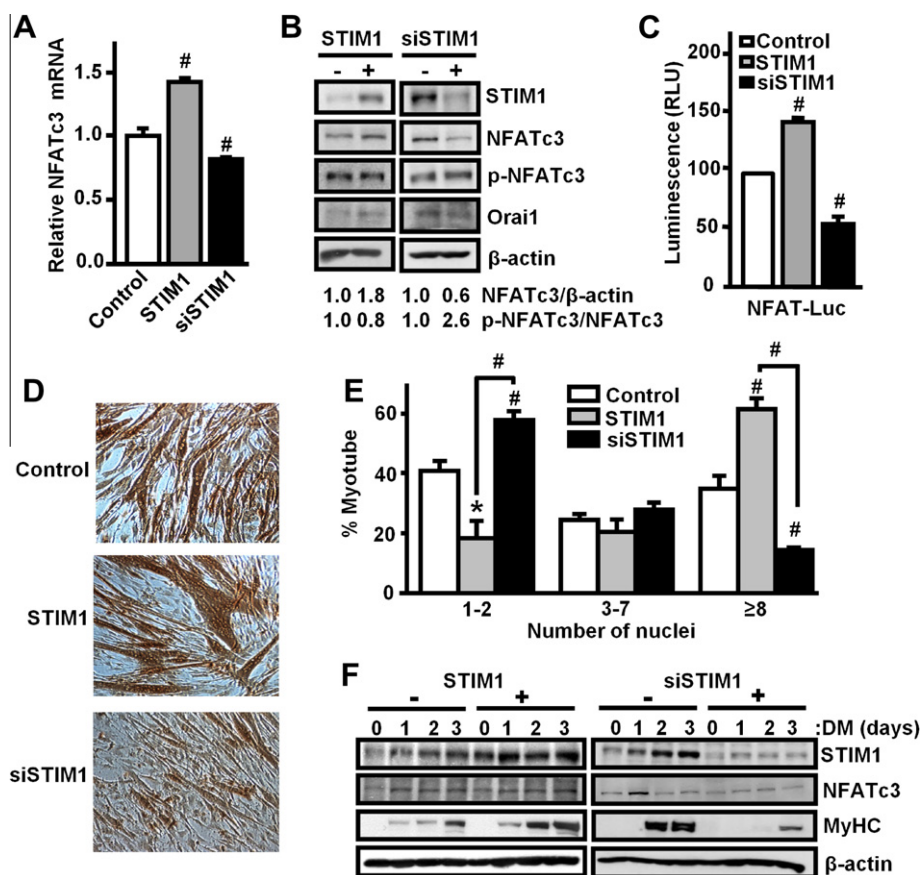 A
Relative NFATc3 mRNA
1.5
1.0
0.5
0.0
#
#
Control
STIM1
siSTIM1
B
STIM1 siSTIM1
- + - +
STIM1
NFATc3
p-NFATc3
Orai1
β-actin
1.0 1.8 1.0 0.6 NFATc3/β-actin
1.0 0.8 1.0 2.6 p-NFATc3/NFATc3
C
Luminescence (RLU)
200
150
100
50
0
Control
STIM1
siSTIM1
#
#
NFAT-Luc
D
Control
STIM1
siSTIM1
E
% Myotube
60
40
20
0
Control
STIM1
siSTIM1
#
#
*
#
#
#
1-2 3-7 ≥8
Number of nuclei
F
STIM1 siSTIM1
- + - +
0 1 2 3 0 1 2 3 0 1 2 3 0 1 2 3 :DM (days)
STIM1
NFATc3
MyHC
β-actin